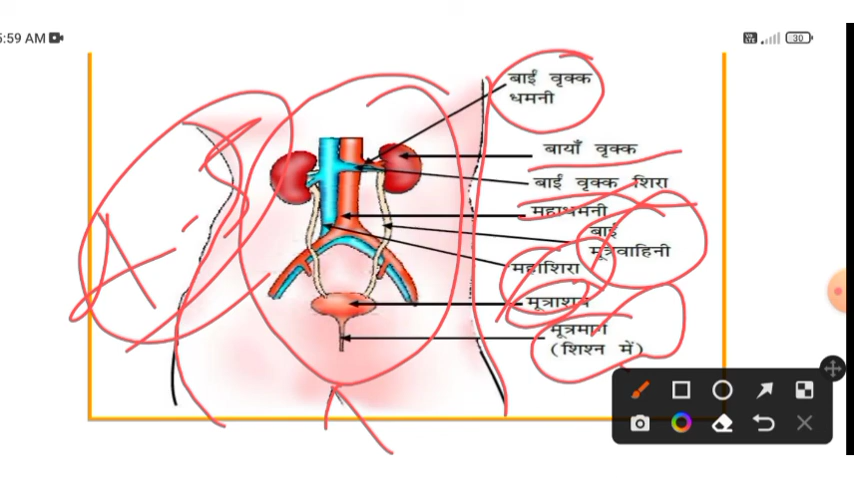 5:59 AM
30
बाईं वृक्क
धमनी
बायाँ वृक्क
बाईं वृक्क शिरा
महाधमनी
बाईं
मूत्रवाहिनी
महाशिरा
मूत्राशय
मूत्रमार्ग
(शिश्न में)
A